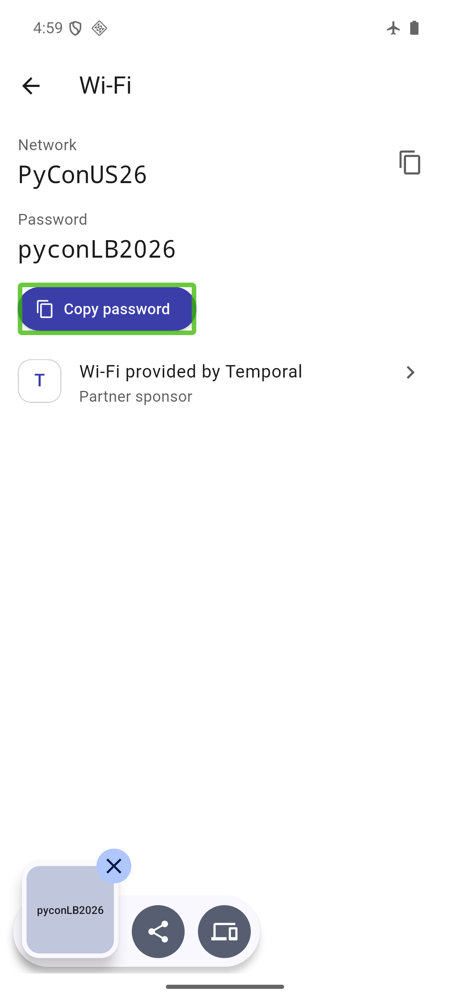 4:59
Wi-Fi
Network
PyConUS26
Password
pyconLB2026
Copy password
T
Wi-Fi provided by Temporal
Partner sponsor
pyconLB2026